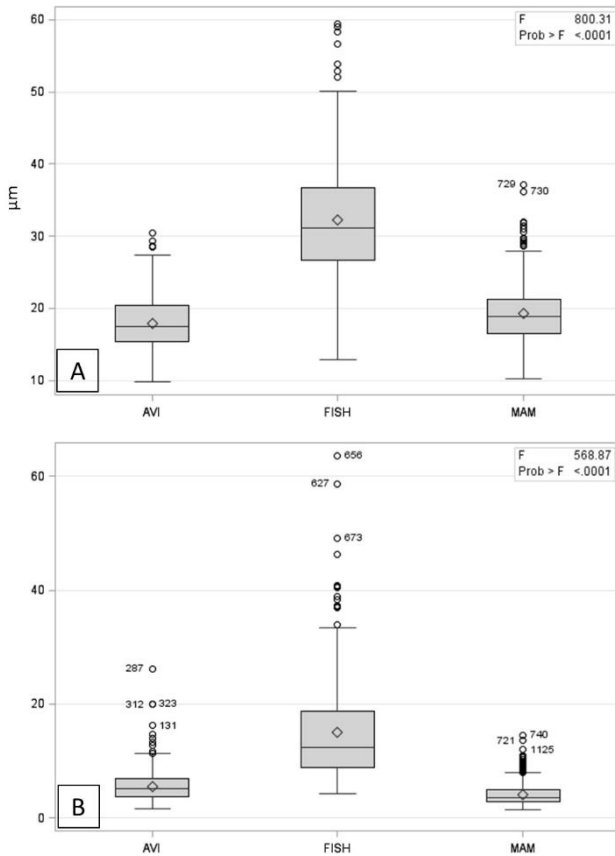 60
F 800.31
Prob > F <.0001
50
40
729 730
µm
30
20
A
10
AVI FISH MAM
F 568.87
Prob > F <.0001
60
656
627
673
40
287
20
312 323
131
740
721
1125
B
0
AVI FISH MAM